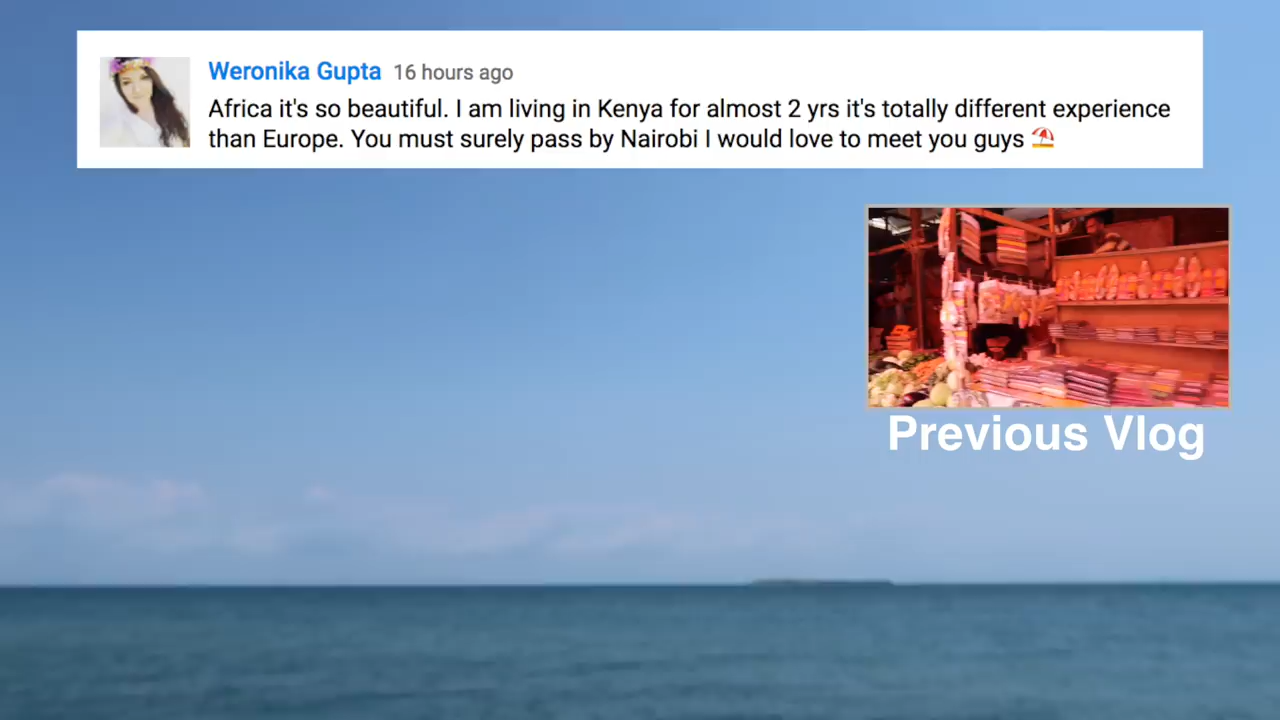 Weronika Gupta 16 hours ago
Africa it's so beautiful. I am living in Kenya for almost 2 yrs it's totally different experience
than Europe. You must surely pass by Nairobi I would love to meet you guys ⛱
Previous Vlog